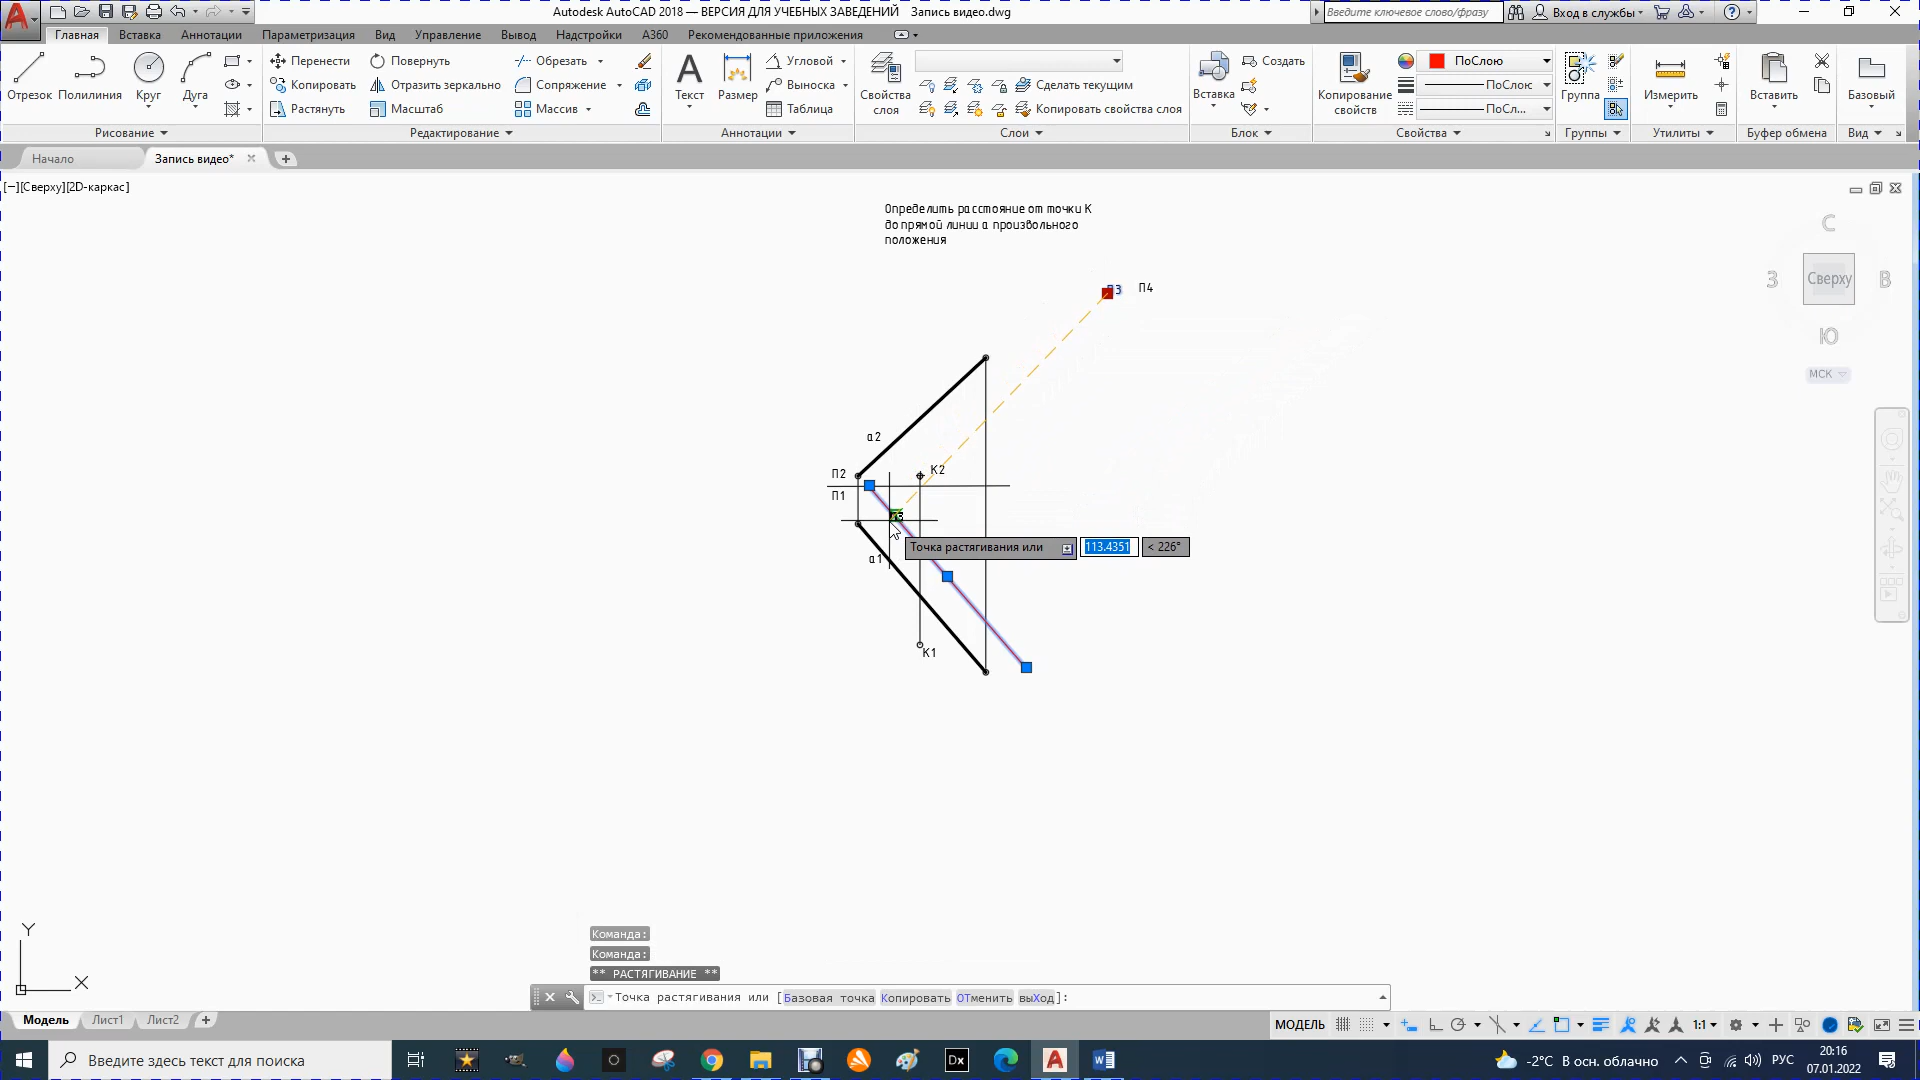 Autodesk AutoCAD 2018 — ВЕРСИЯ ДЛЯ УЧЕБНЫХ ЗАВЕДЕНИЙ Запись видео.dwg
Введите ключевое слово/фразу
Вход в службы
Главная Вставка Аннотации Параметризация Вид Управление Вывод Надстройки A360 Рекомендованные приложения
Отрезок Полилиния Круг Дуга
Перенести Повернуть Обрезать
Копировать Отразить зеркально Сопряжение
Растянуть Масштаб Массив
Текст Размер
Угловой
Выноска
Таблица
Свойства слоя
Сделать текущим
Копировать свойства слоя
Вставка
Создать
Копирование свойств
ПоСлою
ПоСлою
ПоСл...
Группа
Измерить
Вставить
Базовый
Рисование Редактирование Аннотации Слои Блок Свойства Группы Утилиты Буфер обмена Вид
Начало Запись видео*
[−][Сверху][2D-каркас]
Определить расстояние от точки К
до прямой линии а произвольного
положения
С
З Сверху В
Ю
МСК
П3 П4
а2
П2
К2
П1
а1
К1
Точка растягивания или 113.4351 < 226°
Y
X
Команда:
Команда:
** РАСТЯГИВАНИЕ **
Точка растягивания или [Базовая точка Копировать ОТменить выХод]:
Модель Лист1 Лист2
МОДЕЛЬ 1:1
Введите здесь текст для поиска
Dx
-2°C В осн. облачно
РУС
20:16
07.01.2022